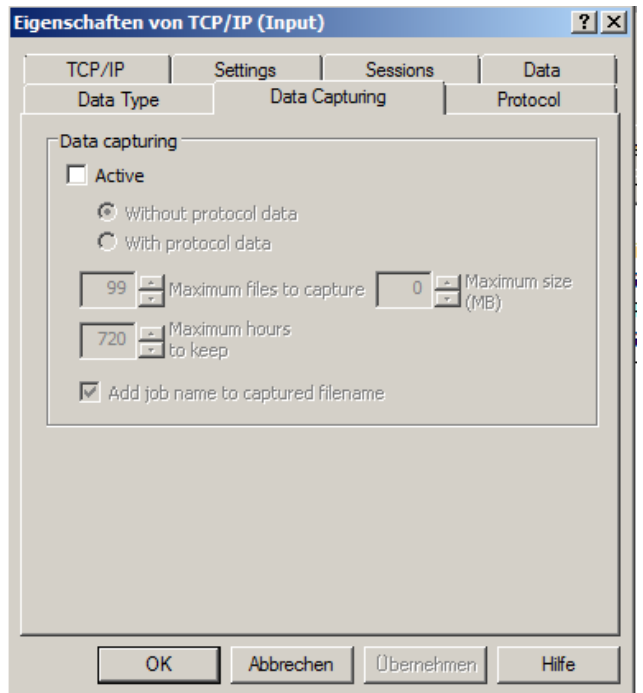 Eigenschaften von TCP/IP (Input)
TCP/IP Settings Sessions Data
Data Type Data Capturing Protocol
Data capturing
Active
Without protocol data
With protocol data
99 Maximum files to capture 0 Maximum size (MB)
720 Maximum hours to keep
Add job name to captured filename
OK Abbrechen Übernehmen Hilfe